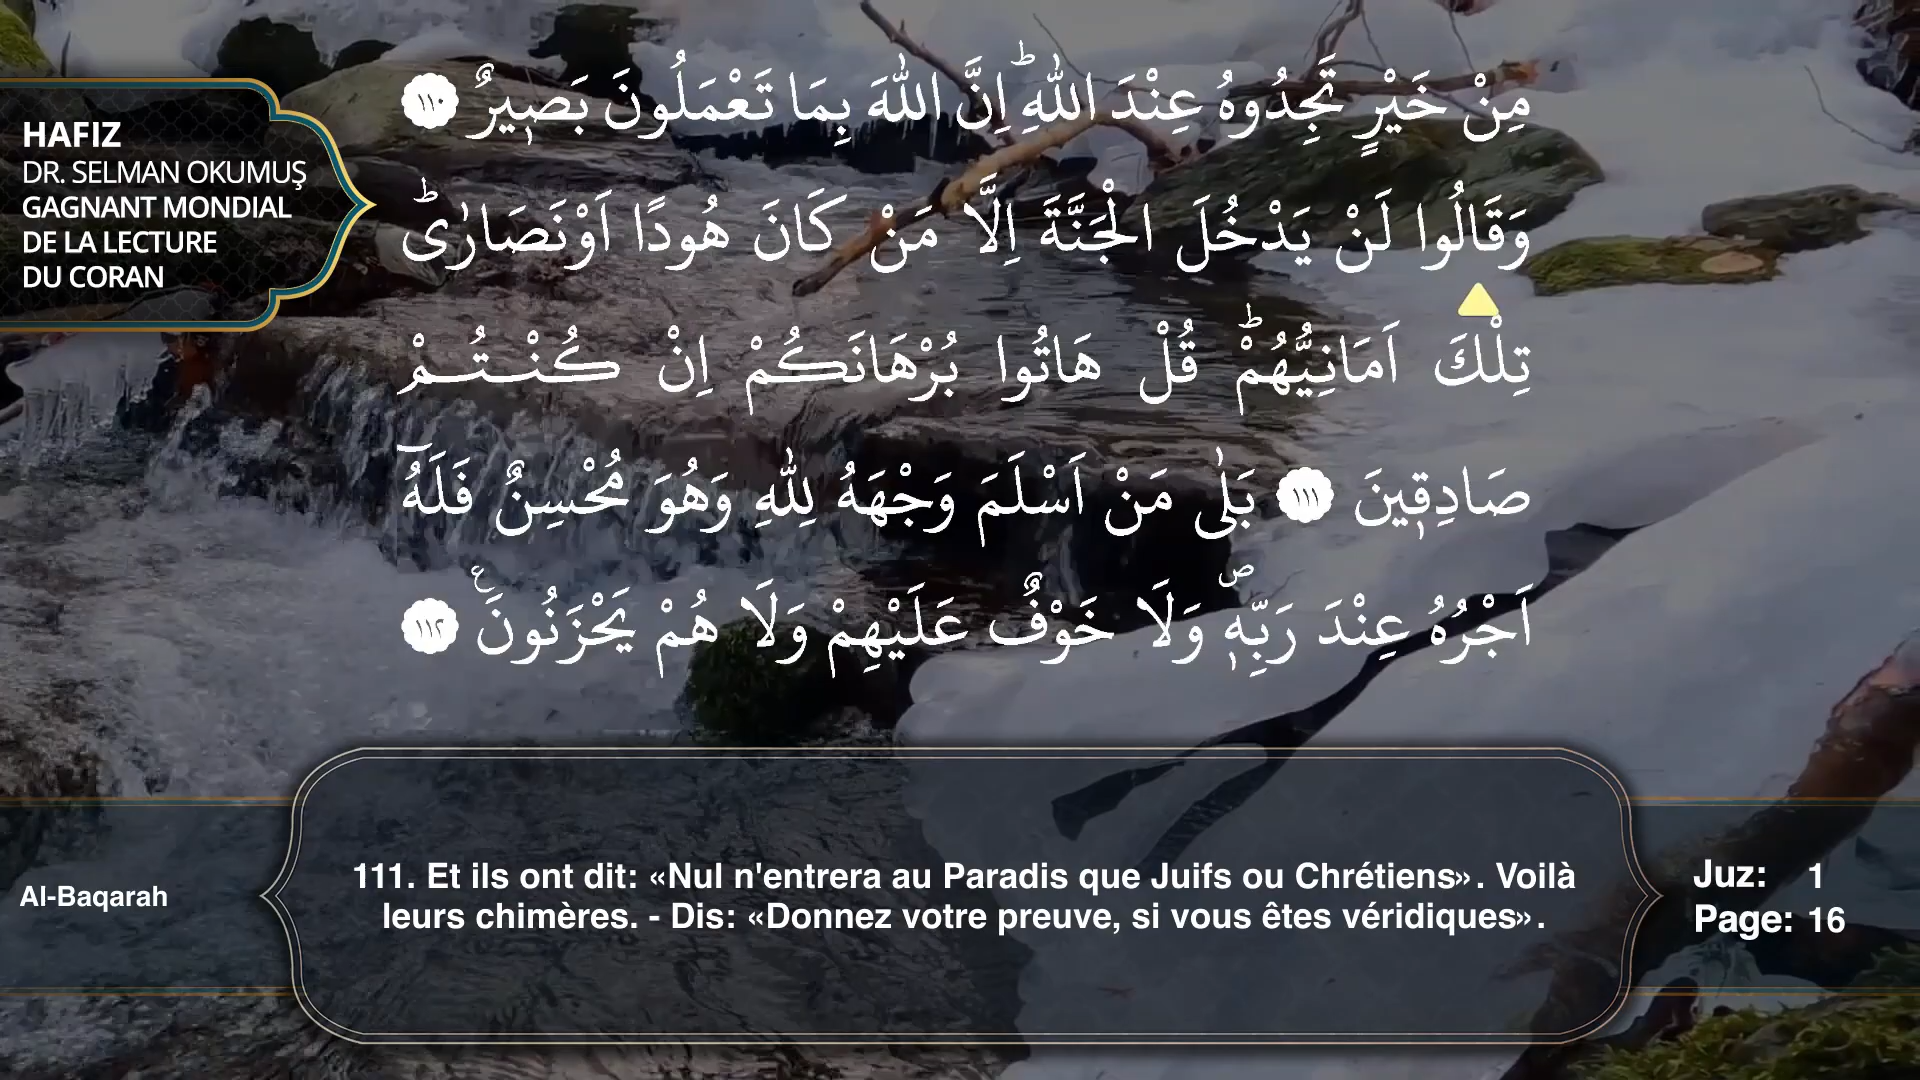 مِنْ خَيْرٍ تَجِدُوهُ عِنْدَ اللّٰهِۜ اِنَّ اللّٰهَ بِمَا تَعْمَلُونَ بَصٖيرٌ ﴿١١٠﴾
وَقَالُوا لَنْ يَدْخُلَ الْجَنَّةَ اِلَّا مَنْ كَانَ هُودًا اَوْ نَصَارٰىؕ
تِلْكَ اَمَانِيُّهُمْؕ قُلْ هَاتُوا بُرْهَانَكُمْ اِنْ كُنْتُمْ
صَادِقٖينَ ﴿١١١﴾ بَلٰى مَنْ اَسْلَمَ وَجْهَهُ لِلّٰهِ وَهُوَ مُحْسِنٌ فَلَهُٓ
اَجْرُهُ عِنْدَ رَبِّهٖࣕ وَلَا خَوْفٌ عَلَيْهِمْ وَلَا هُمْ يَحْزَنُونَࣖ ﴿١١٢﴾
HAFIZ
DR. SELMAN OKUMUŞ
GAGNANT MONDIAL
DE LA LECTURE
DU CORAN
Al-Baqarah
111. Et ils ont dit: «Nul n'entrera au Paradis que Juifs ou Chrétiens». Voilà
leurs chimères. - Dis: «Donnez votre preuve, si vous êtes véridiques».
Juz: 1
Page: 16